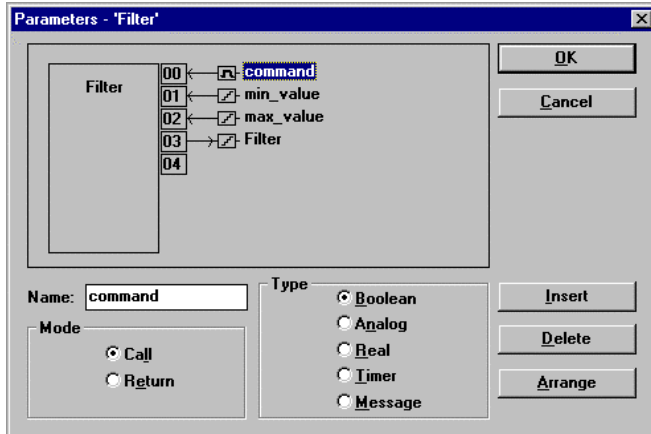 Parameters - 'Filter'
Filter
00 command
01 min_value
02 max_value
03 Filter
04
OK
Cancel
Name: command
Mode
Call
Return
Type
Boolean
Analog
Real
Timer
Message
Insert
Delete
Arrange